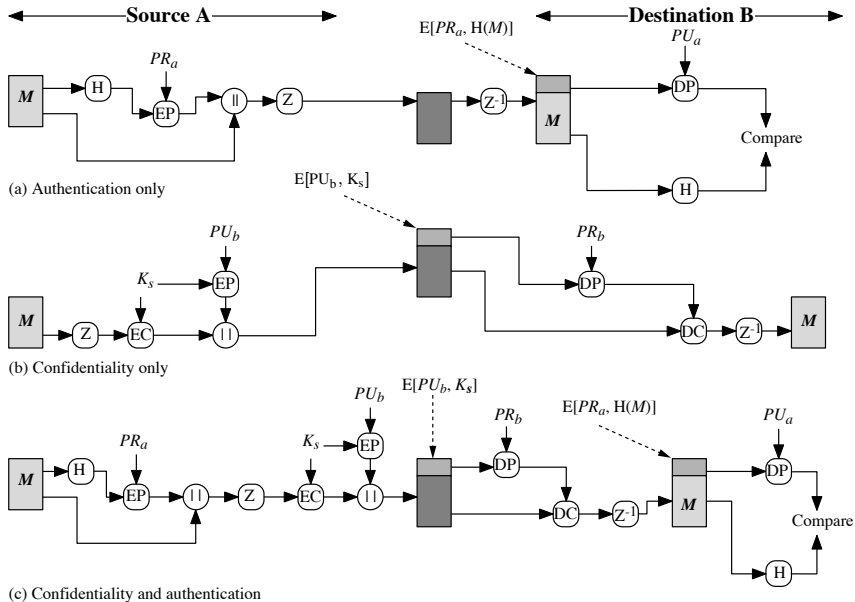 Source A
Destination B
E[PRa, H(M)]
PUa
PRa
M
H
EP
||
Z
Z-1
M
DP
Compare
H
(a) Authentication only
E[PUb, Ks]
PUb
Ks
EP
PRb
DP
M
Z
EC
||
DC
Z-1
M
(b) Confidentiality only
PUb
E[PUb, Ks]
PRb
E[PRa, H(M)]
PUa
PRa
Ks
EP
M
H
EP
||
Z
EC
||
DP
DC
Z-1
M
DP
Compare
H
(c) Confidentiality and authentication